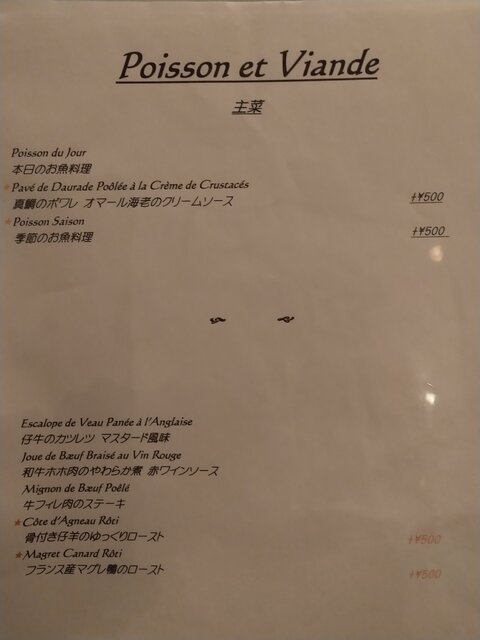 Poisson et Viande
主菜
Poisson du Jour
本日のお魚料理
★Pavé de Daurade Poêlée à la Crème de Crustacés
真鯛のポワレ オマール海老のクリームソース +¥500
★Poisson Saison
季節のお魚料理 +¥500
Escalope de Veau Panée à l'Anglaise
仔牛のカツレツ マスタード風味
Joue de Bœuf Braisé au Vin Rouge
和牛ホホ肉のやわらか煮 赤ワインソース
Mignon de Bœuf Poêlé
牛フィレ肉のステーキ
★Côte d'Agneau Rôti
骨付き仔羊のゆっくりロースト +¥500
★Magret Canard Rôti
フランス産マグレ鴨のロースト +¥500